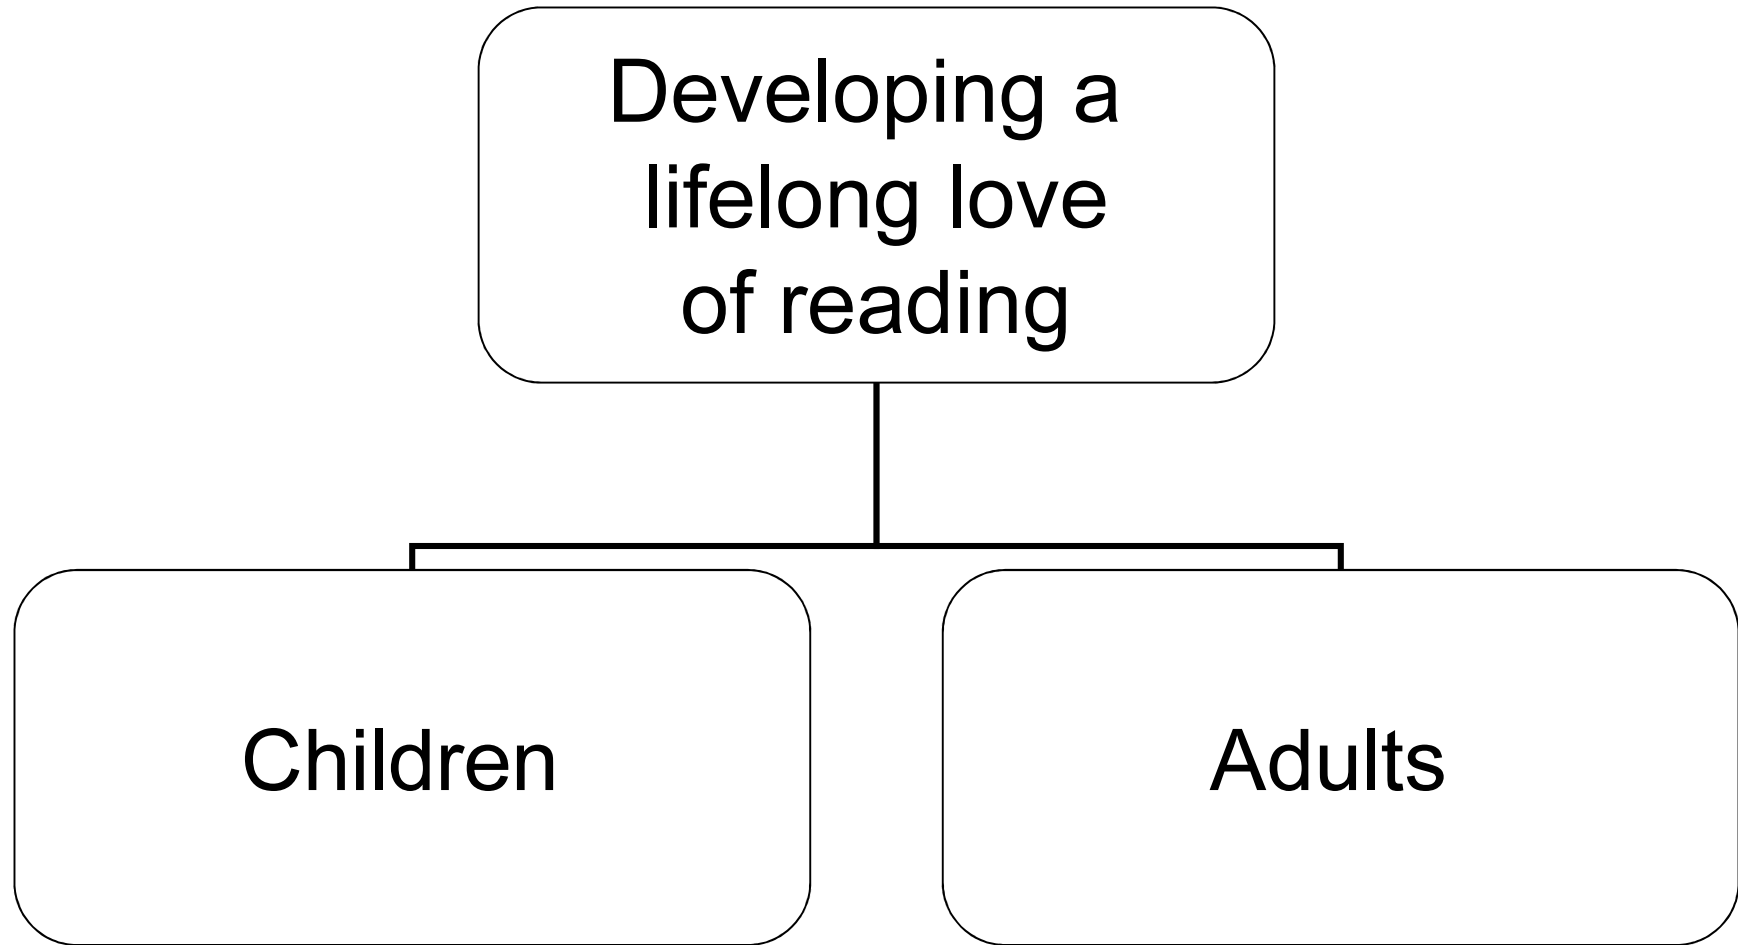 Developing a
lifelong love
of reading
Children
Adults